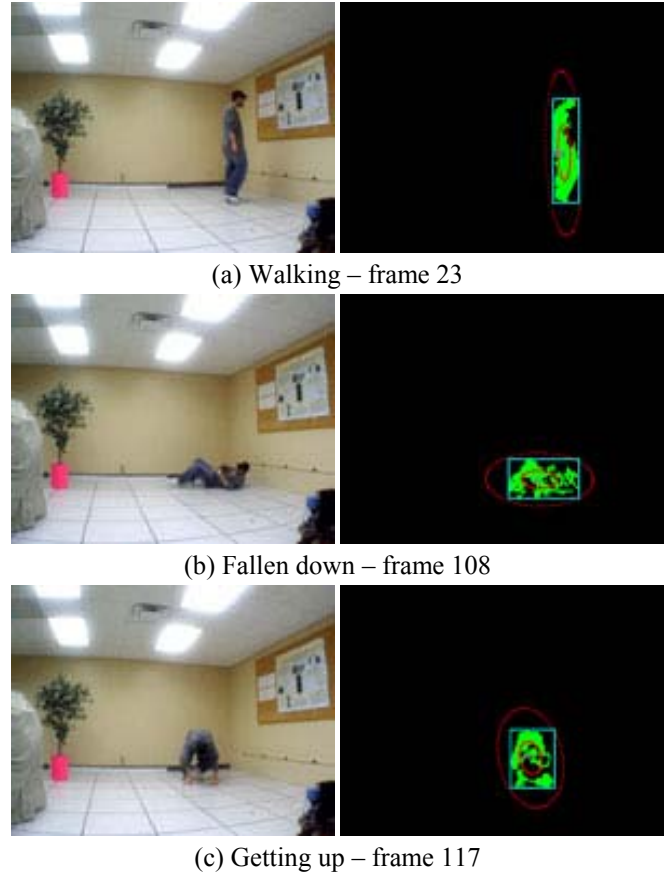 (a) Walking – frame 23
(b) Fallen down – frame 108
(c) Getting up – frame 117